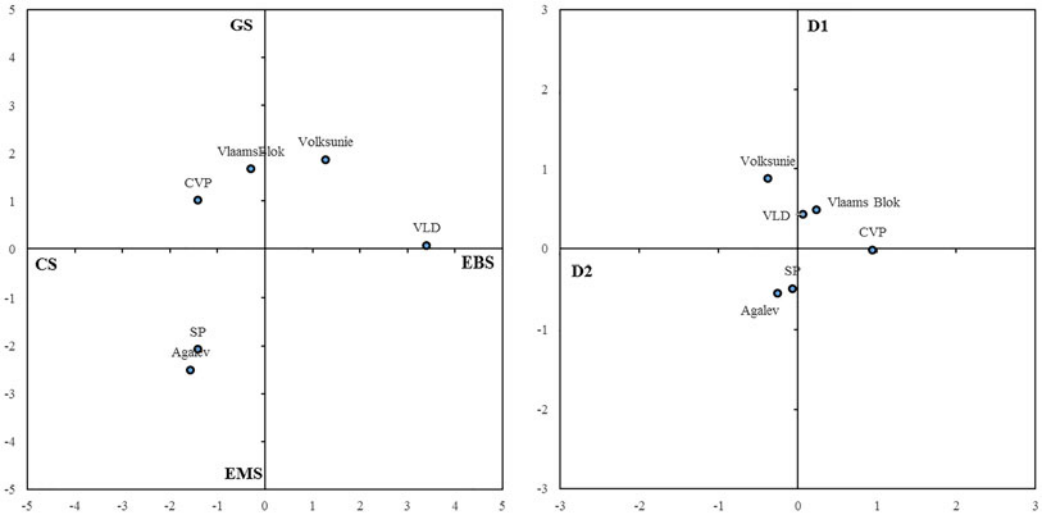 5
GS
4
3
Volksunie
VlaamsBlok
2
CVP
1
VLD
0
CS
EBS
-1
SP
-2
Agalev
-3
-4
EMS
-5
-5 -4 -3 -2 -1 0 1 2 3 4 5
3
D1
2
1
Volksunie
Vlaams Blok
VLD
CVP
0
D2
SP
Agalev
-1
-2
-3
-3 -2 -1 0 1 2 3